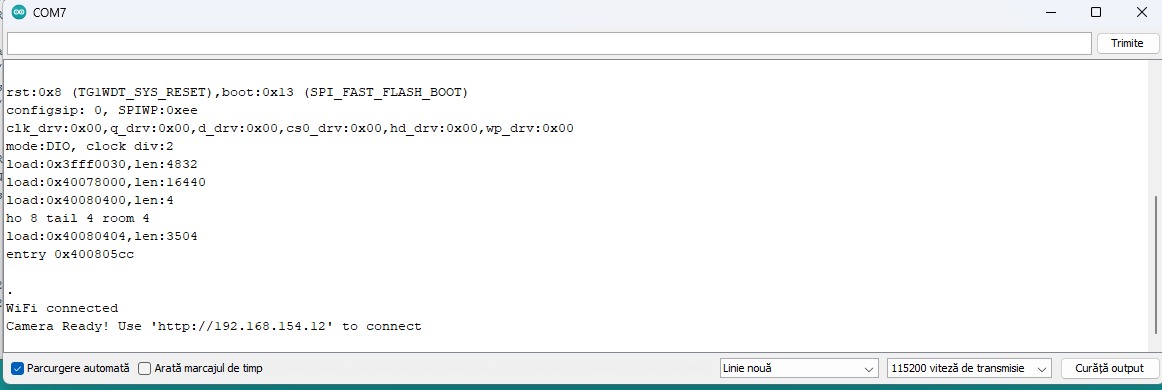 COM7
Trimite
rst:0x8 (TG1WDT_SYS_RESET),boot:0x13 (SPI_FAST_FLASH_BOOT)
configsip: 0, SPIWP:0xee
clk_drv:0x00,q_drv:0x00,d_drv:0x00,cs0_drv:0x00,hd_drv:0x00,wp_drv:0x00
mode:DIO, clock div:2
load:0x3fff0030,len:4832
load:0x40078000,len:16440
load:0x40080400,len:4
ho 8 tail 4 room 4
load:0x40080404,len:3504
entry 0x400805cc
.
WiFi connected
Camera Ready! Use 'http://192.168.154.12' to connect
Parcurgere automată Arată marcajul de timp Linie nouă 115200 viteză de transmisie Curăță output